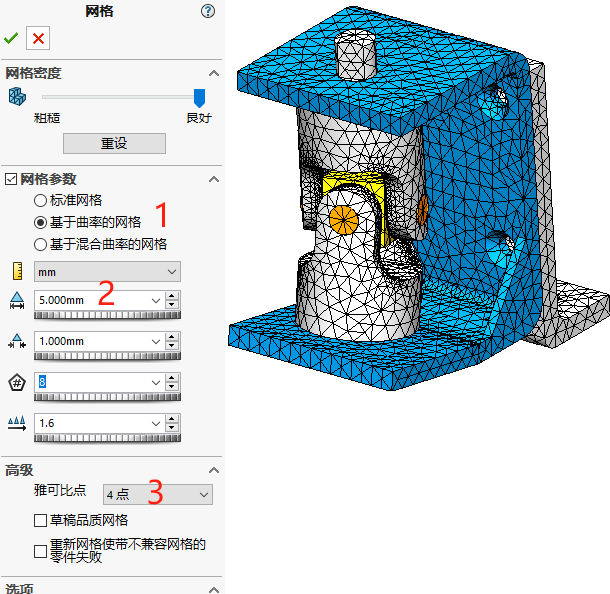 网格
?
网格密度
粗糙
良好
重设
网格参数
标准网格
1
基于曲率的网格
基于混合曲率的网格
mm
5.000mm
2
1.000mm
#
8
1.6
高级
雅可比点
4 点
3
草稿品质网格
重新网格使带不兼容网格的
零件失败
选项